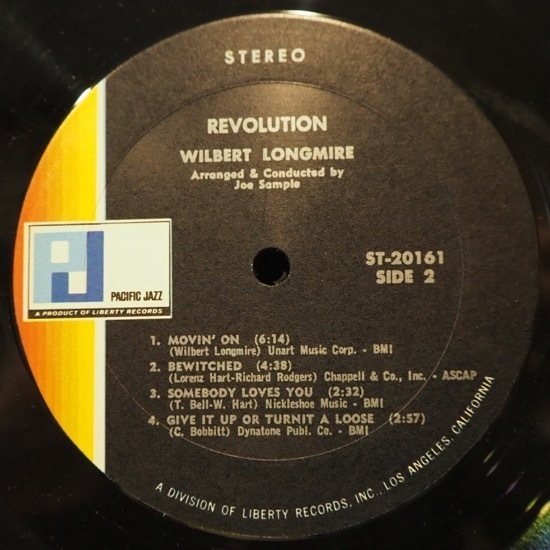 STEREO
REVOLUTION
WILBERT LONGMIRE
Arranged & Conducted by
Joe Sample
PJ
PACIFIC JAZZ
A PRODUCT OF LIBERTY RECORDS
ST-20161
SIDE 2
1. MOVIN' ON (6:14)
(Wilbert Longmire) Unart Music Corp. - BMI
2. BEWITCHED (4:38)
(Lorenz Hart-Richard Rodgers) Chappell & Co., Inc. - ASCAP
3. SOMEBODY LOVES YOU (2:32)
(T. Bell-W. Hart) Nickleshoe Music - BMI
4. GIVE IT UP OR TURNIT A LOOSE (2:57)
(C. Bobbitt) Dynatone Publ. Co. - BMI
A DIVISION OF LIBERTY RECORDS, INC., LOS ANGELES, CALIFORNIA